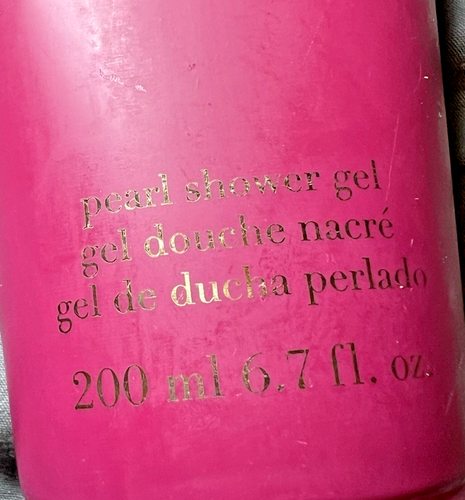 pearl shower gel
gel douche nacré
gel de ducha perlado
200 ml 6.7 fl. oz.